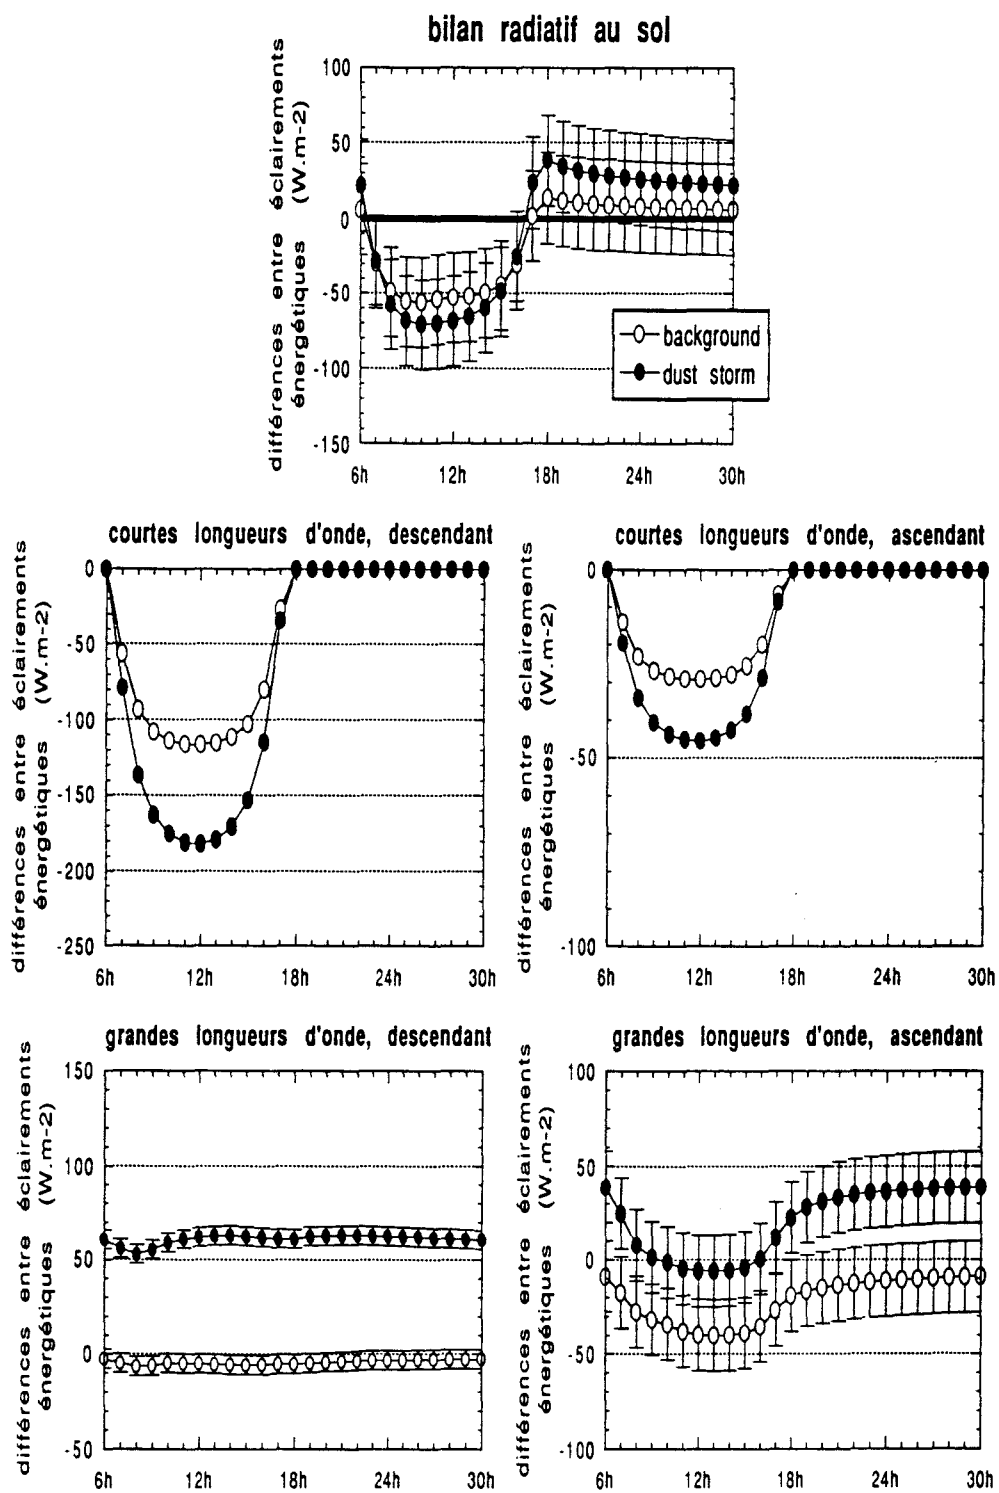 bilan radiatif au sol
différences entre éclairements
énergétiques (W.m-2)
100
50
0
-50
-100
-150
6h 12h 18h 24h 30h
background
dust storm
courtes longueurs d'onde, descendant
différences entre éclairements
énergétiques (W.m-2)
0
-50
-100
-150
-200
-250
6h 12h 18h 24h 30h
courtes longueurs d'onde, ascendant
différences entre éclairements
énergétiques (W.m-2)
0
-50
-100
6h 12h 18h 24h 30h
grandes longueurs d'onde, descendant
différences entre éclairements
énergétiques (W.m-2)
150
100
50
0
-50
6h 12h 18h 24h 30h
grandes longueurs d'onde, ascendant
différences entre éclairements
énergétiques (W.m-2)
100
50
0
-50
-100
6h 12h 18h 24h 30h